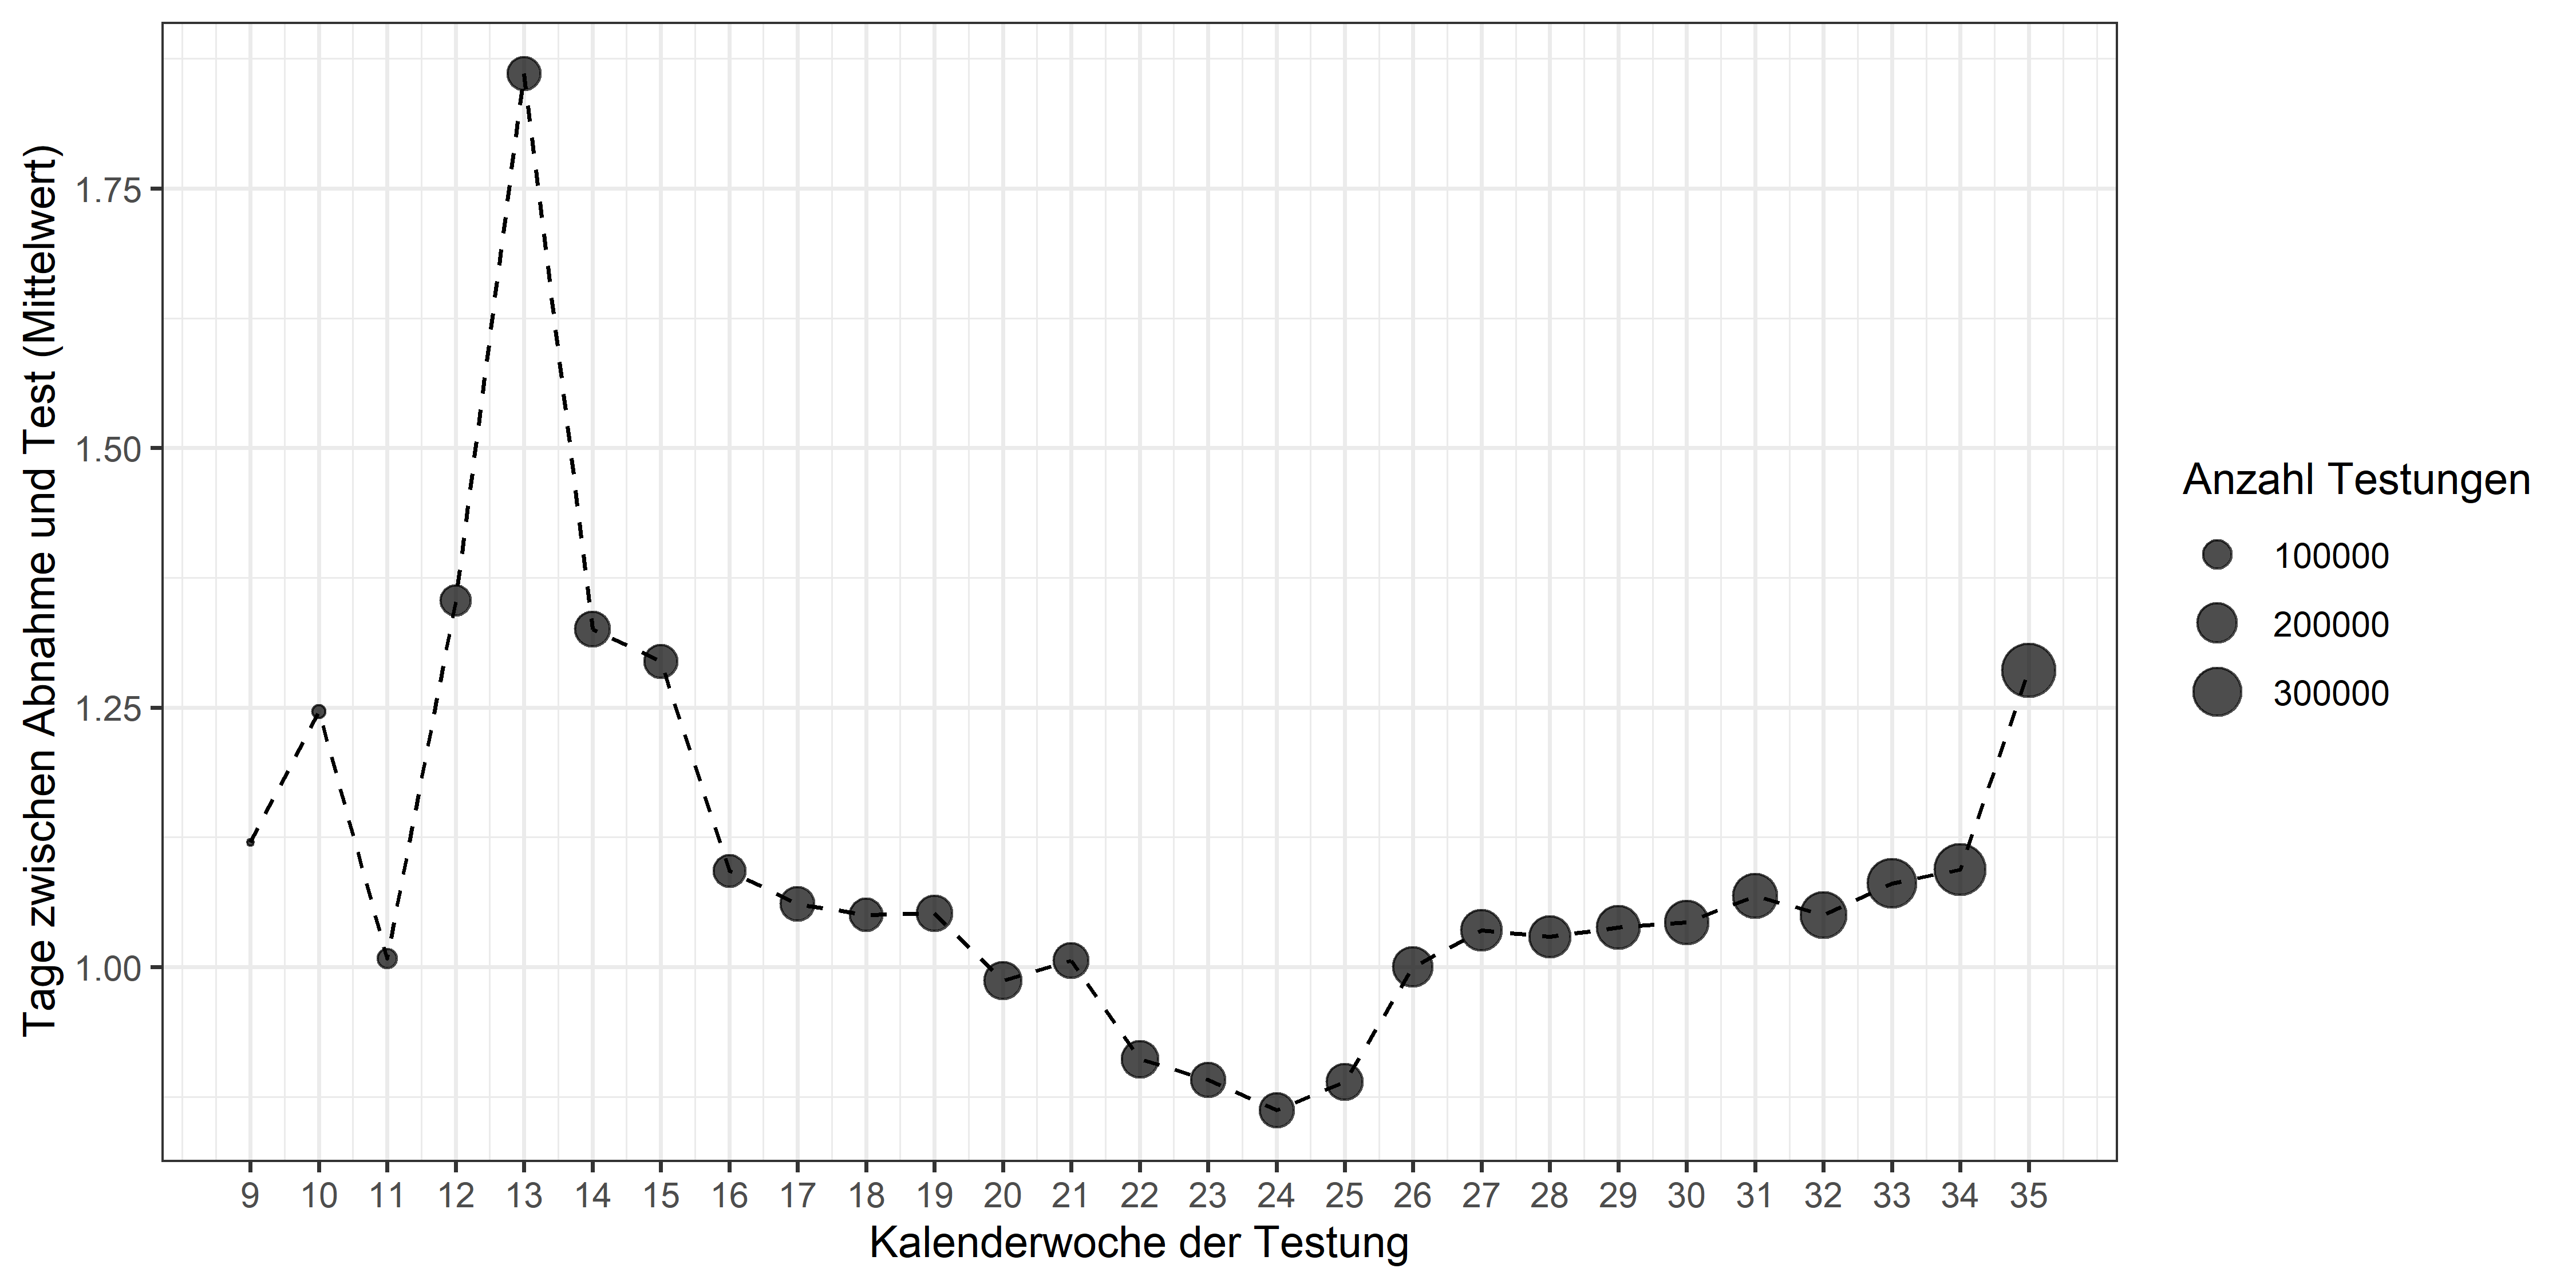 Tage zwischen Abnahme und Test (Mittelwert)
1.75
1.50
1.25
1.00
9 10 11 12 13 14 15 16 17 18 19 20 21 22 23 24 25 26 27 28 29 30 31 32 33 34 35
Kalenderwoche der Testung
Anzahl Testungen
100000
200000
300000